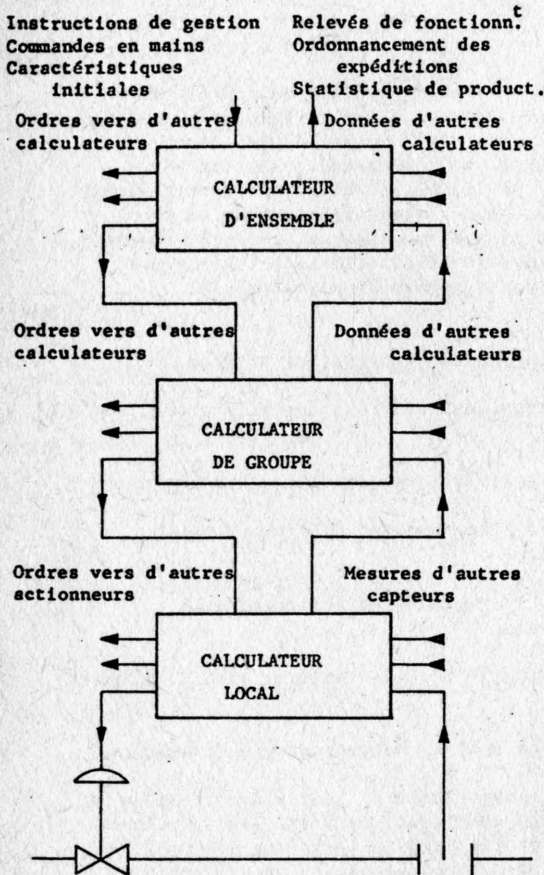 Instructions de gestion
Commandes en mains
Caractéristiques
initiales
Relevés de fonctionn.t
Ordonnancement des
expéditions
Statistique de product.
Ordres vers d'autres
calculateurs
Données d'autres
calculateurs
CALCULATEUR
D'ENSEMBLE
Ordres vers d'autres
calculateurs
Données d'autres
calculateurs
CALCULATEUR
DE GROUPE
Ordres vers d'autres
actionneurs
Mesures d'autres
capteurs
CALCULATEUR
LOCAL